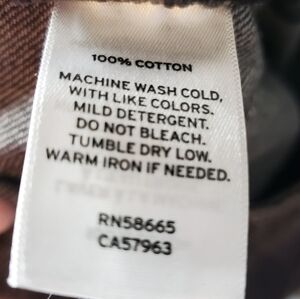 100% COTTON
MACHINE WASH COLD,
WITH LIKE COLORS.
MILD DETERGENT.
DO NOT BLEACH.
TUMBLE DRY LOW.
WARM IRON IF NEEDED.
RN58665
CA57963